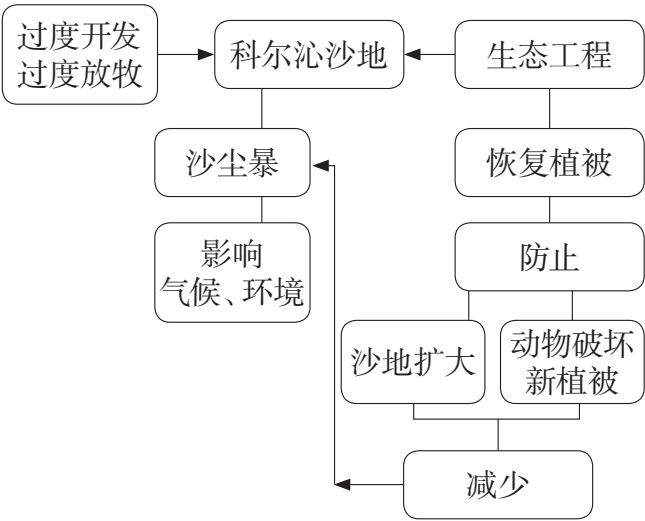 过度开发
过度放牧
科尔沁沙地
生态工程
沙尘暴
恢复植被
影响
气候、环境
防止
沙地扩大
动物破坏
新植被
减少